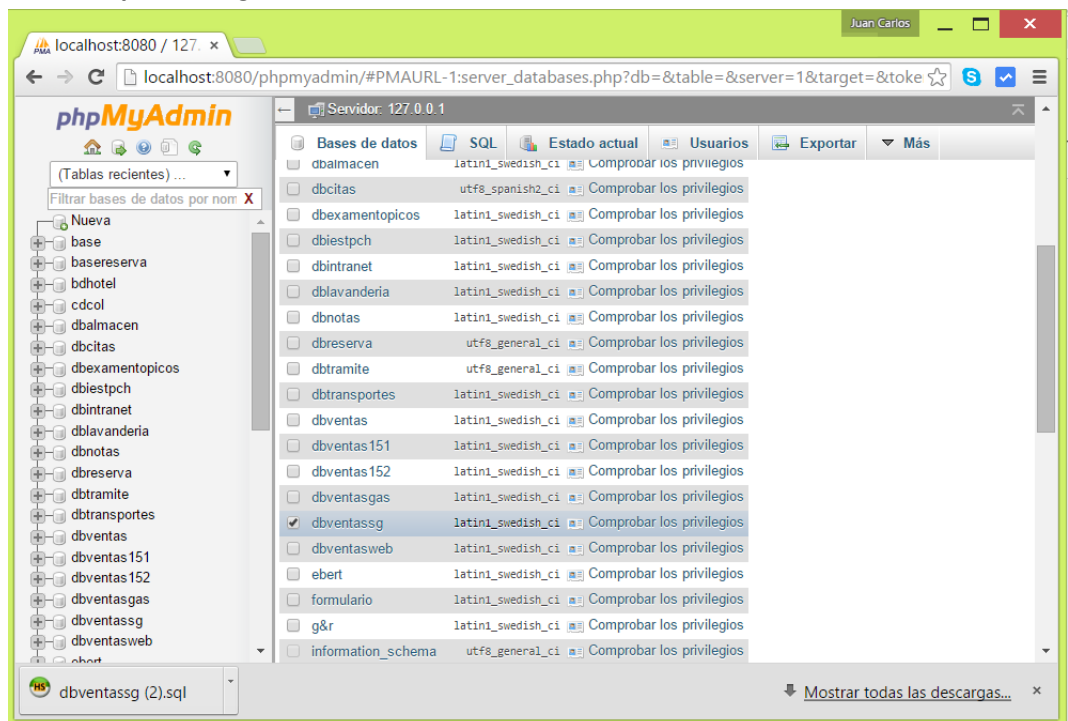 Juan Carlos
localhost:8080 / 127.
localhost:8080/phpmyadmin/#PMAURL-1:server_databases.php?db=&table=&server=1&target=&toke
phpMyAdmin
(Tablas recientes) ...
Filtrar bases de datos por nom X
Nueva
base
basereserva
bdhotel
cdcol
dbalmacen
dbcitas
dbexamentopicos
dbiestpch
dbintranet
dblavanderia
dbnotas
dbreserva
dbtramite
dbtransportes
dbventas
dbventas151
dbventas152
dbventasgas
dbventassg
dbventasweb
ebert
Servidor: 127.0.0.1
Bases de datos SQL Estado actual Usuarios Exportar Más
dbalmacen latin1_swedish_ci Comprobar los privilegios
dbcitas utf8_spanish2_ci Comprobar los privilegios
dbexamentopicos latin1_swedish_ci Comprobar los privilegios
dbiestpch latin1_swedish_ci Comprobar los privilegios
dbintranet latin1_swedish_ci Comprobar los privilegios
dblavanderia latin1_swedish_ci Comprobar los privilegios
dbnotas latin1_swedish_ci Comprobar los privilegios
dbreserva utf8_general_ci Comprobar los privilegios
dbtramite utf8_general_ci Comprobar los privilegios
dbtransportes latin1_swedish_ci Comprobar los privilegios
dbventas latin1_swedish_ci Comprobar los privilegios
dbventas151 latin1_swedish_ci Comprobar los privilegios
dbventas152 latin1_swedish_ci Comprobar los privilegios
dbventasgas latin1_swedish_ci Comprobar los privilegios
dbventassg latin1_swedish_ci Comprobar los privilegios
dbventasweb latin1_swedish_ci Comprobar los privilegios
ebert latin1_swedish_ci Comprobar los privilegios
formulario latin1_swedish_ci Comprobar los privilegios
g&r latin1_swedish_ci Comprobar los privilegios
information_schema utf8_general_ci Comprobar los privilegios
dbventassg (2).sql
Mostrar todas las descargas...